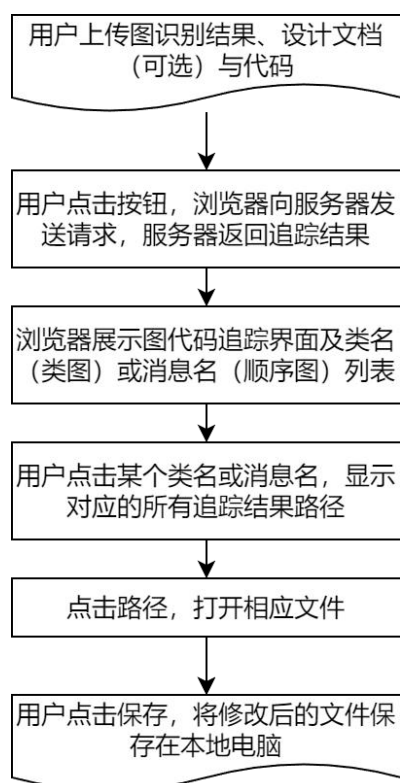 用户上传图识别结果、设计文档
（可选）与代码
用户点击按钮，浏览器向服务器发
送请求，服务器返回追踪结果
浏览器展示图代码追踪界面及类名
（类图）或消息名（顺序图）列表
用户点击某个类名或消息名，显示
对应的所有追踪结果路径
点击路径，打开相应文件
用户点击保存，将修改后的文件保
存在本地电脑